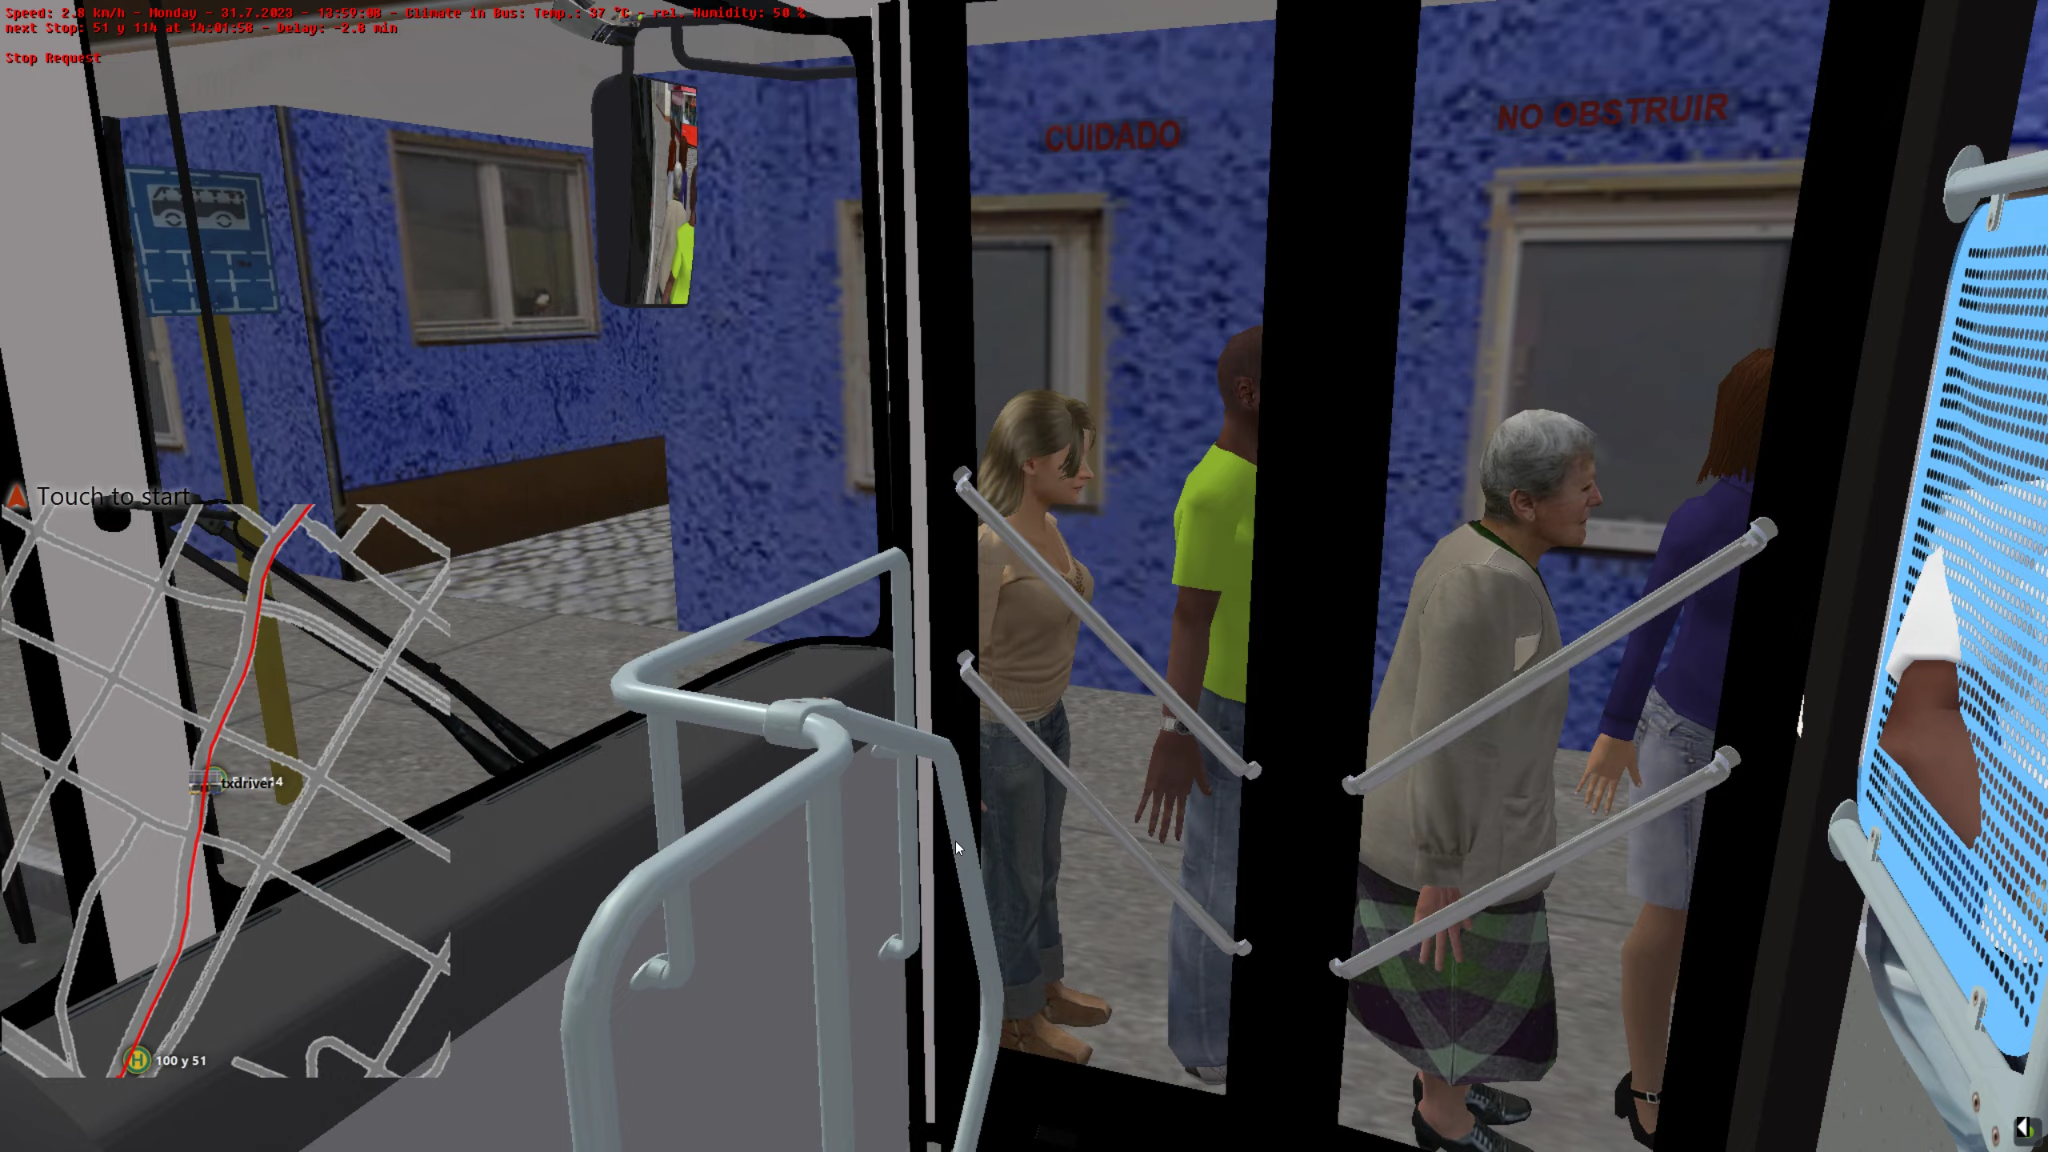 Speed: 2.8 km/h - Monday - 31.7.2023 - 13:59:08 - Climate in Bus: Temp.: 37 °C - rel. Humidity: 50 %
next Stop: 51 y 114 at 14:01:58 - Delay: -2.8 min
Stop Request
CUIDADO
NO OBSTRUIR
Touch to start
txdriver
100 y 51